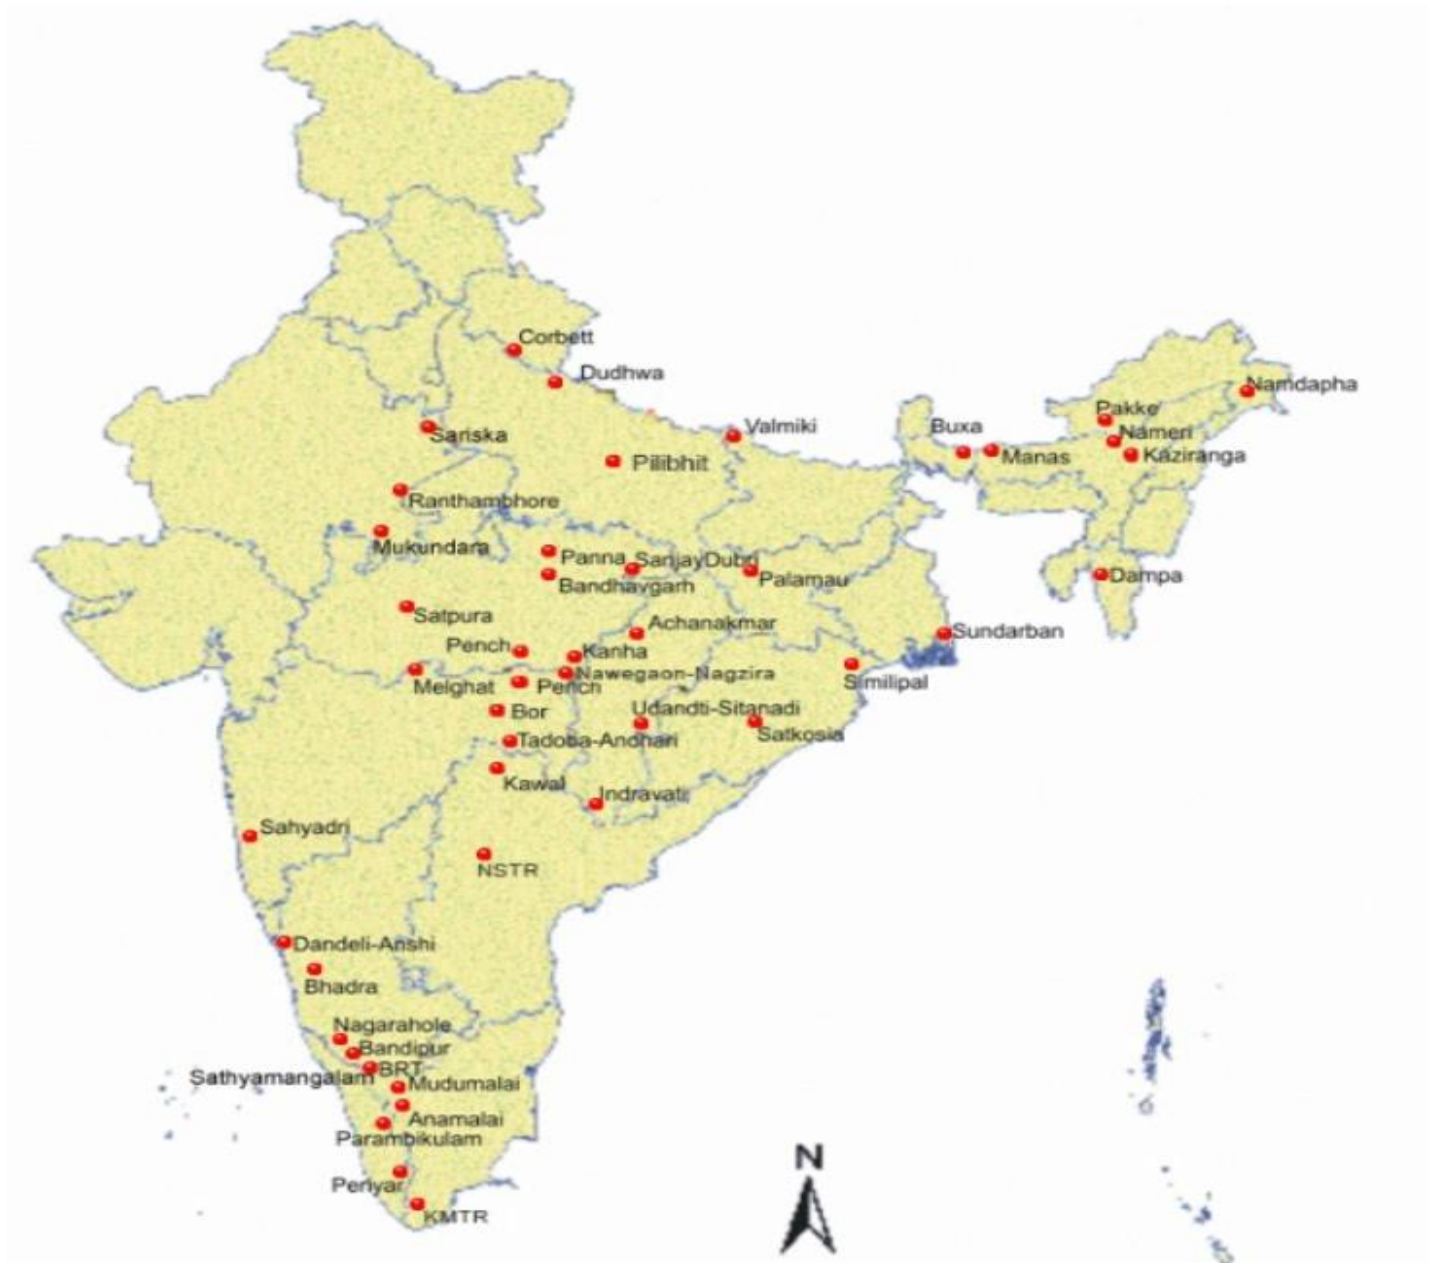 Corbett
Dudhwa
Namdapha
Pakke
Sariska
Valmiki
Buxa
Nameri
Pilibhit
Manas
Kaziranga
Ranthambhore
Mukundara
Panna
SanjayDubri
Bandhavgarh
Palamau
Dampa
Satpura
Achanakmar
Sundarban
Pench
Kanha
Nawegaon-Nagzira
Melghat
Pench
Similipal
Bor
Udandti-Sitanadi
Satkosia
Tadoba-Andhari
Kawal
Indravati
Sahyadri
NSTR
Dandeli-Anshi
Bhadra
Nagarahole
Bandipur
BRT
Sathyamangalam
Mudumalai
Anamalai
Parambikulam
Periyar
KMTR
N